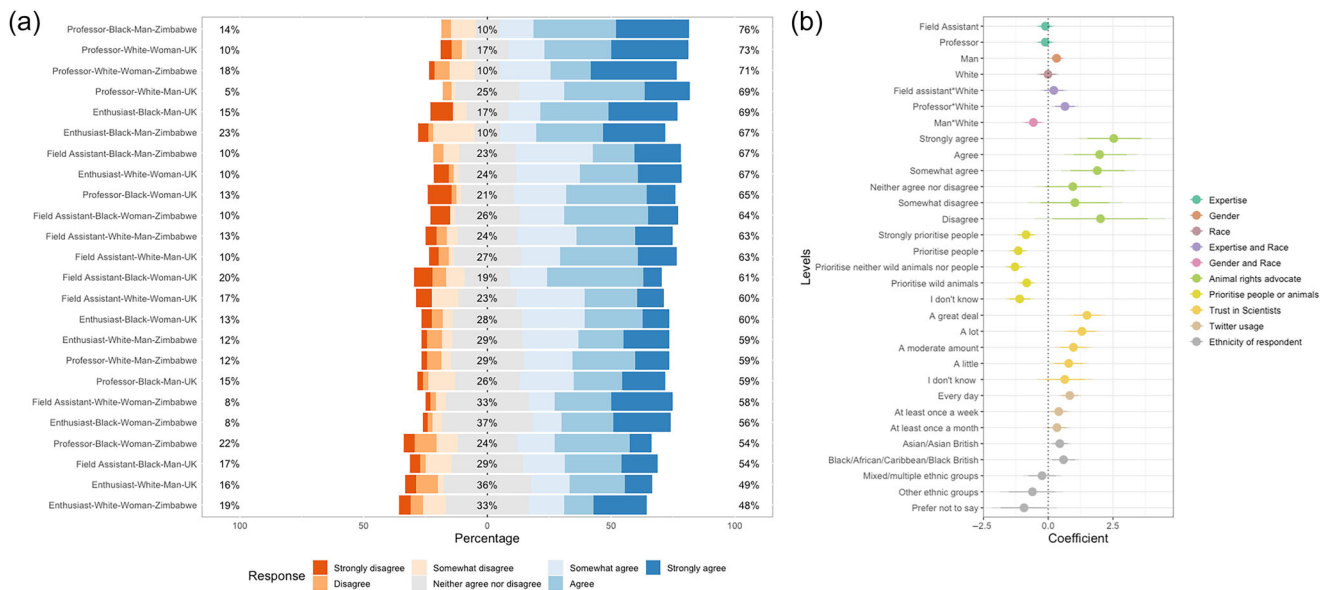 (a)
Professor-Black-Man-Zimbabwe 14% 10% 76%
Professor-White-Woman-UK 10% 17% 73%
Professor-White-Woman-Zimbabwe 18% 10% 71%
Professor-White-Man-UK 5% 25% 69%
Enthusiast-Black-Man-UK 15% 17% 69%
Enthusiast-Black-Man-Zimbabwe 23% 10% 67%
Field Assistant-Black-Man-Zimbabwe 10% 23% 67%
Enthusiast-White-Woman-UK 10% 24% 67%
Professor-Black-Woman-UK 13% 21% 65%
Field Assistant-Black-Woman-Zimbabwe 10% 26% 64%
Field Assistant-White-Man-Zimbabwe 13% 24% 63%
Field Assistant-White-Man-UK 10% 27% 63%
Field Assistant-Black-Woman-UK 20% 19% 61%
Field Assistant-White-Woman-UK 17% 23% 60%
Enthusiast-Black-Woman-UK 13% 28% 60%
Enthusiast-White-Man-Zimbabwe 12% 29% 59%
Professor-White-Man-Zimbabwe 12% 29% 59%
Professor-Black-Man-UK 15% 26% 59%
Field Assistant-White-Woman-Zimbabwe 8% 33% 58%
Enthusiast-Black-Woman-Zimbabwe 8% 37% 56%
Professor-Black-Woman-Zimbabwe 22% 24% 54%
Field Assistant-Black-Man-UK 17% 29% 54%
Enthusiast-White-Man-UK 16% 36% 49%
Enthusiast-White-Woman-Zimbabwe 19% 33% 48%
100 50 0 50 100
Percentage
Response
Strongly disagree Somewhat disagree Somewhat agree Strongly agree
Disagree Neither agree nor disagree Agree
(b)
Levels
Field Assistant
Professor
Man
White
Field assistant*White
Professor*White
Man*White
Strongly agree
Agree
Somewhat agree
Neither agree nor disagree
Somewhat disagree
Disagree
Strongly prioritise people
Prioritise people
Prioritise neither wild animals nor people
Prioritise wild animals
I don't know
A great deal
A lot
A moderate amount
A little
I don't know
Every day
At least once a week
At least once a month
Asian/Asian British
Black/African/Caribbean/Black British
Mixed/multiple ethnic groups
Other ethnic groups
Prefer not to say
−2.5 0.0 2.5
Coefficient
Expertise
Gender
Race
Expertise and Race
Gender and Race
Animal rights advocate
Prioritise people or animals
Trust in Scientists
Twitter usage
Ethnicity of respondent